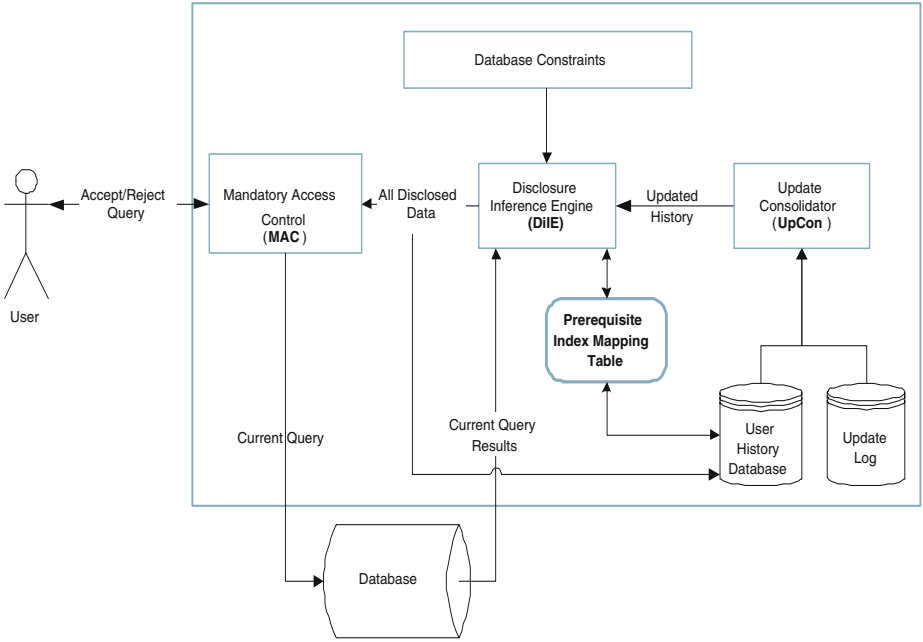 Database Constraints
Accept/Reject
Query
Mandatory Access
Control
(MAC )
All Disclosed
Data
Disclosure
Inference Engine
(DiIE)
Updated
History
Update
Consolidator
(UpCon )
User
Prerequisite
Index Mapping
Table
Current Query
Current Query
Results
User
History
Database
Update
Log
Database